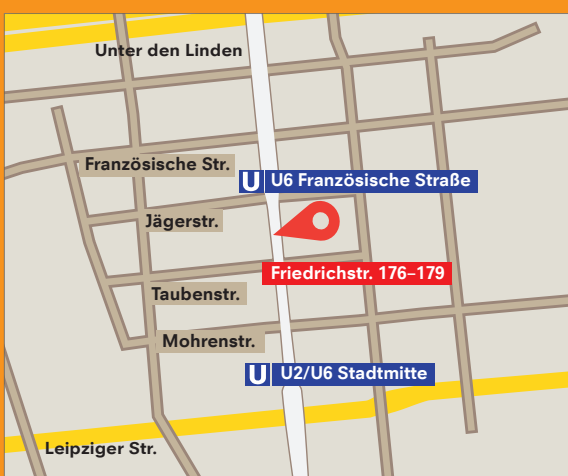 Unter den Linden
Französische Str.
U U6 Französische Straße
Jägerstr.
Friedrichstr. 176–179
Taubenstr.
Mohrenstr.
U U2/U6 Stadtmitte
Leipziger Str.